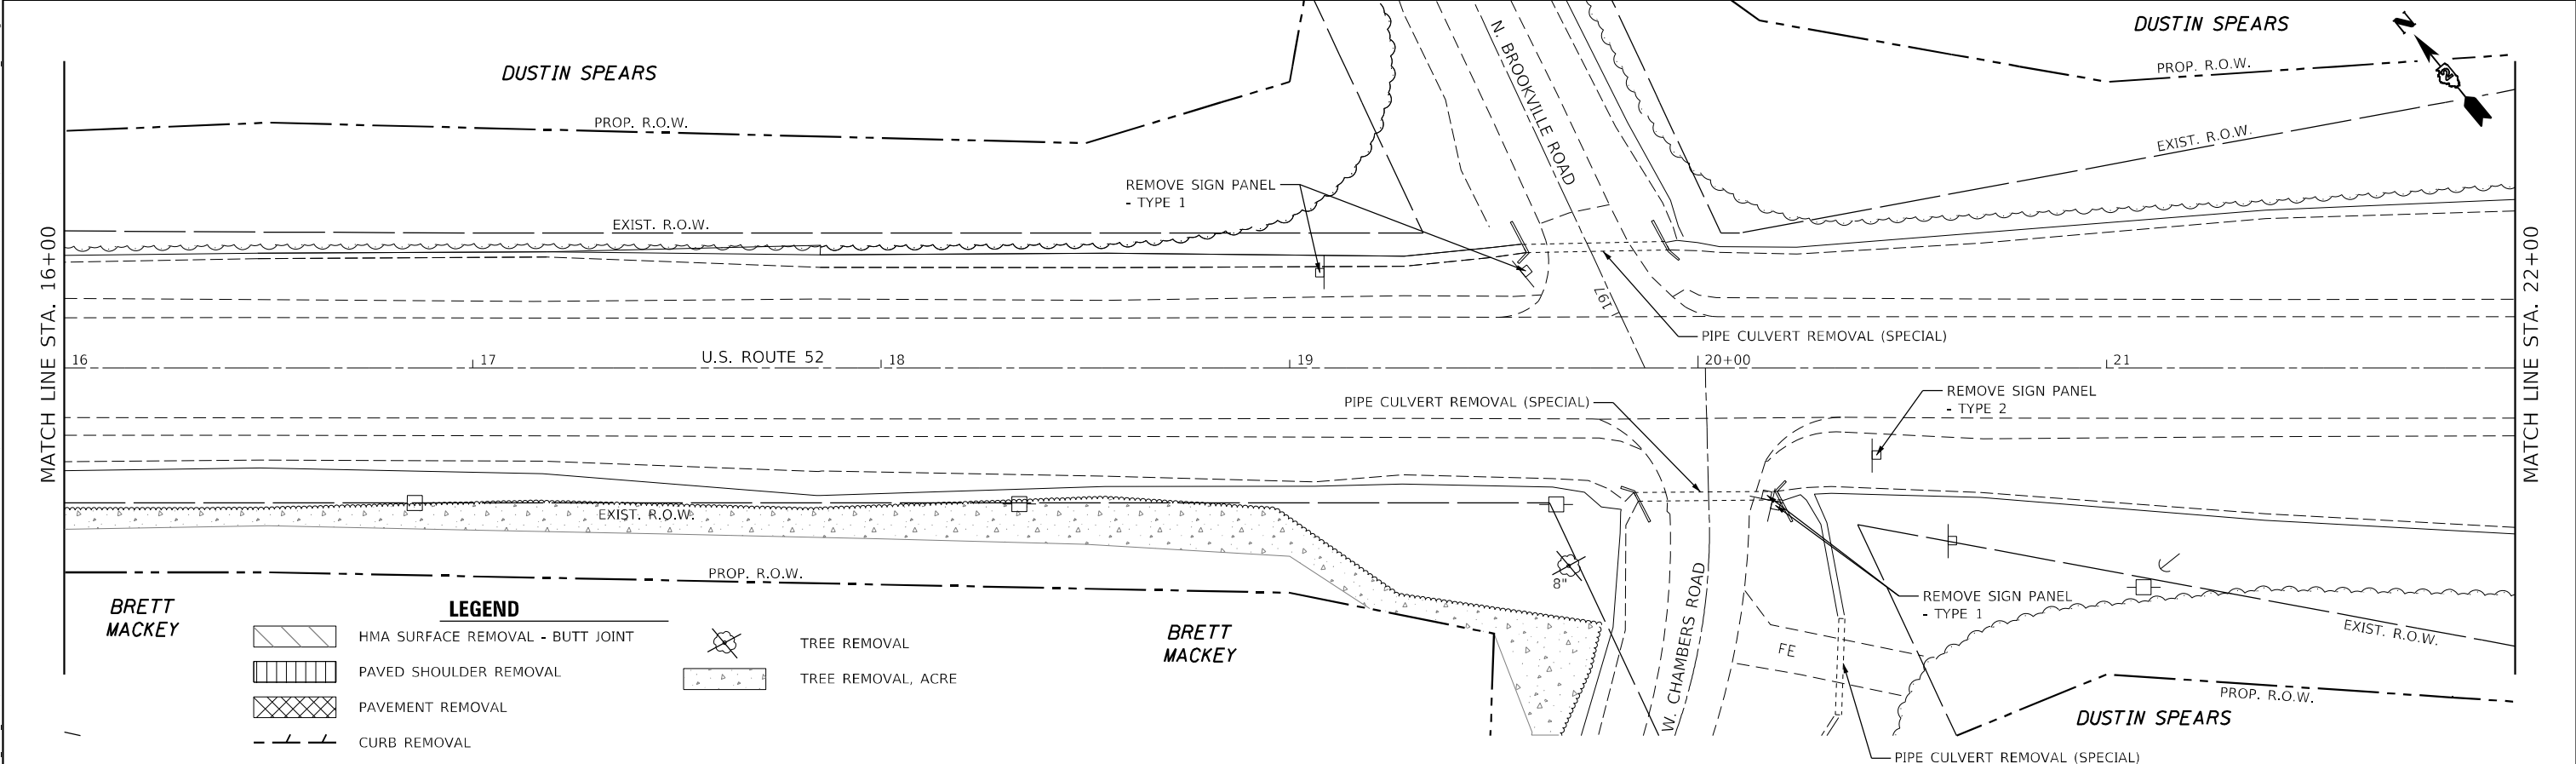 DUSTIN SPEARS
DUSTIN SPEARS
N
2
PROP. R.O.W.
PROP. R.O.W.
EXIST. R.O.W.
N. BROOKVILLE ROAD
REMOVE SIGN PANEL
- TYPE 1
EXIST. R.O.W.
MATCH LINE STA. 16+00
MATCH LINE STA. 22+00
197
PIPE CULVERT REMOVAL (SPECIAL)
16
17
U.S. ROUTE 52
18
19
20+00
21
PIPE CULVERT REMOVAL (SPECIAL)
REMOVE SIGN PANEL
- TYPE 2
EXIST. R.O.W.
PROP. R.O.W.
8"
W. CHAMBERS ROAD
REMOVE SIGN PANEL
- TYPE 1
FE
EXIST. R.O.W.
PROP. R.O.W.
DUSTIN SPEARS
PIPE CULVERT REMOVAL (SPECIAL)
BRETT
MACKEY
BRETT
MACKEY
LEGEND
HMA SURFACE REMOVAL - BUTT JOINT
PAVED SHOULDER REMOVAL
PAVEMENT REMOVAL
CURB REMOVAL
TREE REMOVAL
TREE REMOVAL, ACRE